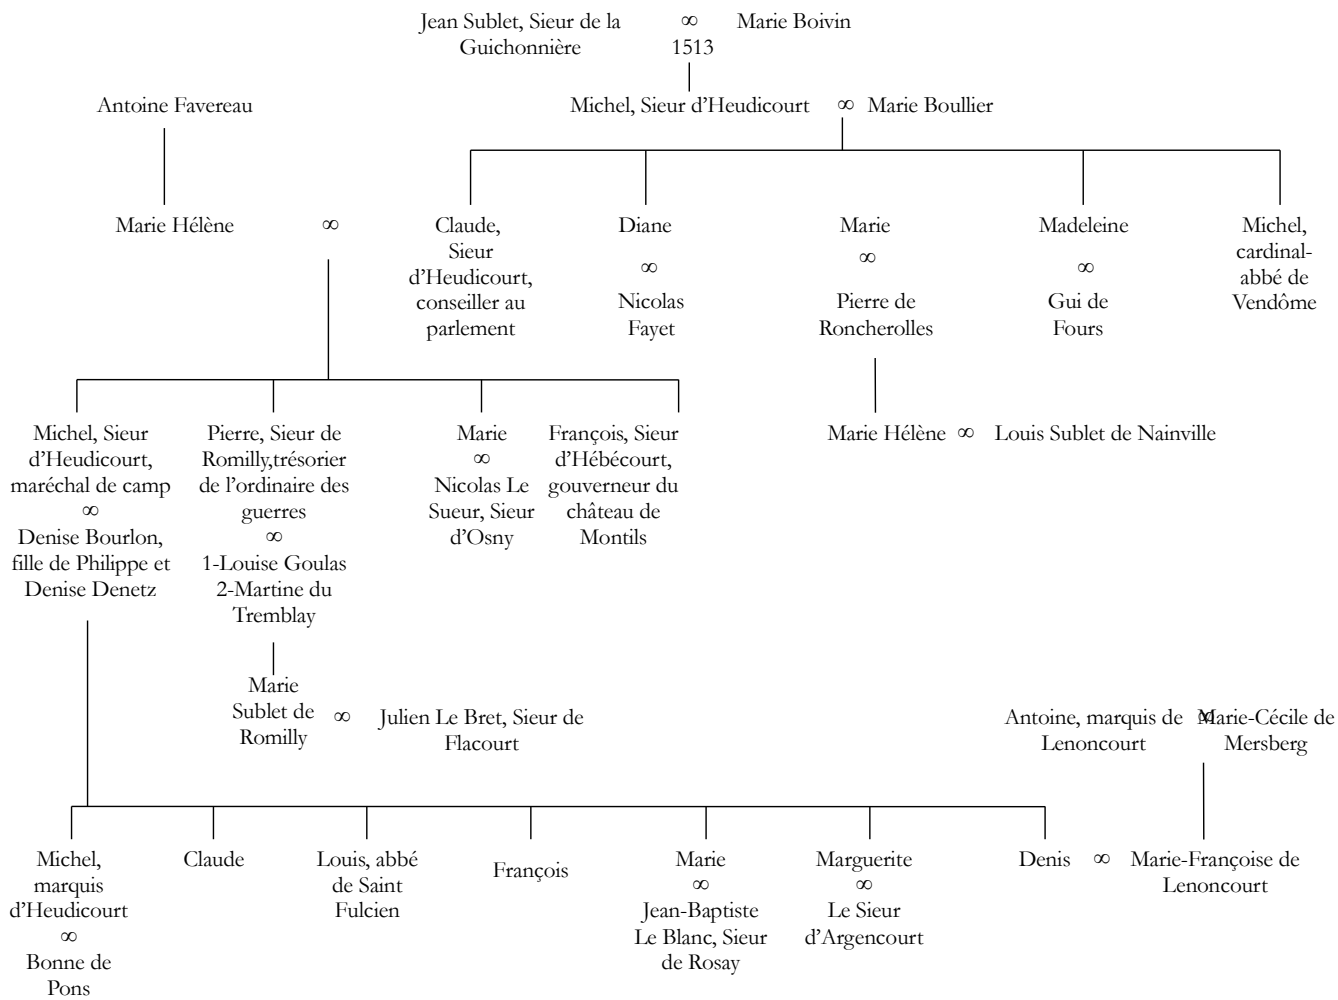 Jean Sublet, Sieur de la
Guichonnière
∞
1513
Marie Boivin
Antoine Favereau
Michel, Sieur d'Heudicourt ∞ Marie Boullier
Marie Hélène
∞
Claude,
Sieur
d'Heudicourt,
conseiller au
parlement
Diane
∞
Nicolas
Fayet
Marie
∞
Pierre de
Roncherolles
Madeleine
∞
Gui de
Fours
Michel,
cardinal-
abbé de
Vendôme
Michel, Sieur
d'Heudicourt,
maréchal de camp
∞
Denise Bourlon,
fille de Philippe et
Denise Denetz
Pierre, Sieur de
Romilly,trésorier
de l'ordinaire des
guerres
∞
1-Louise Goulas
2-Martine du
Tremblay
Marie
∞
Nicolas Le
Sueur, Sieur
d'Osny
François, Sieur
d'Hébécourt,
gouverneur du
château de
Montils
Marie Hélène ∞ Louis Sublet de Nainville
Marie
Sublet de
Romilly
∞
Julien Le Bret, Sieur de
Flacourt
Antoine, marquis de
Lenoncourt
∞
Marie-Cécile de
Mersberg
Michel,
marquis
d'Heudicourt
∞
Bonne de
Pons
Claude
Louis, abbé
de Saint
Fulcien
François
Marie
∞
Jean-Baptiste
Le Blanc, Sieur
de Rosay
Marguerite
∞
Le Sieur
d'Argencourt
Denis ∞ Marie-Françoise de
Lenoncourt